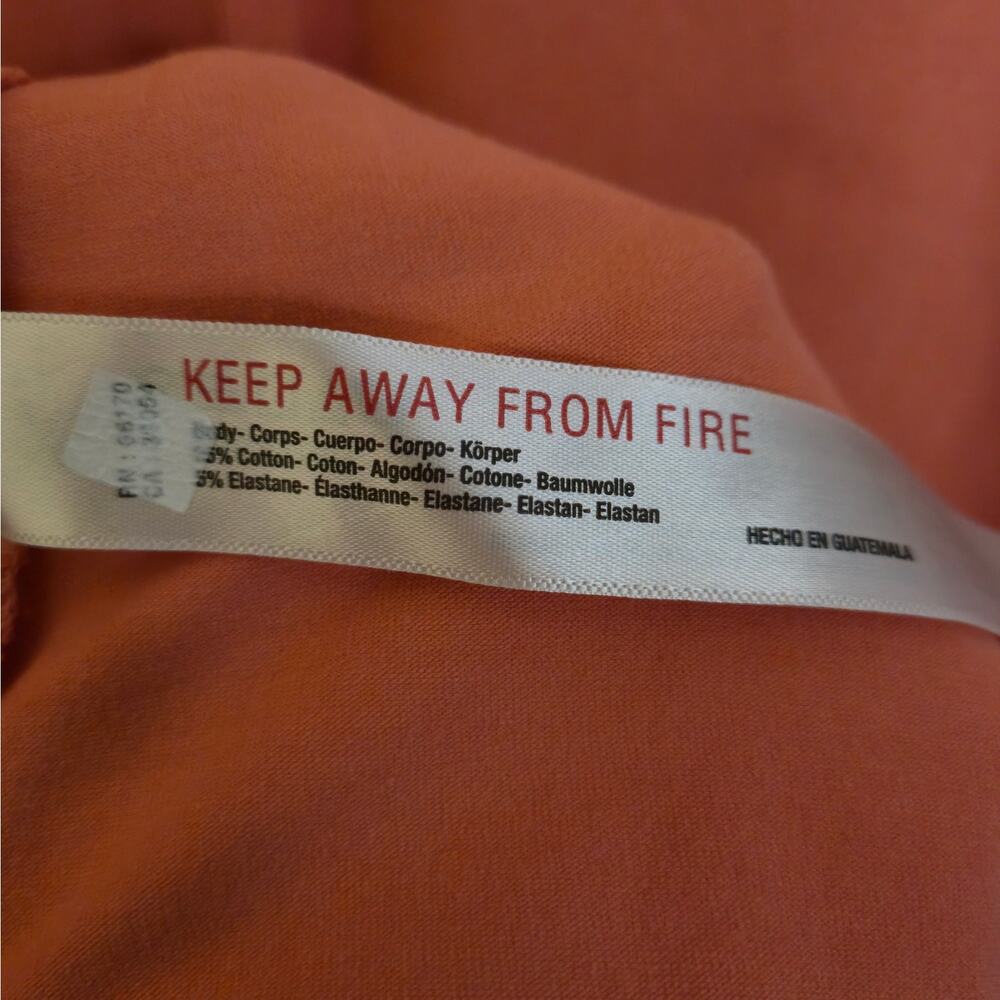 KEEP AWAY FROM FIRE
Corps- Cuerpo- Corpo- Körper
Cotton- Coton- Algodón- Cotone- Baumwolle
Elastane- Élasthanne- Elastane- Elastan- Elastan
HECHO EN GUATEMALA